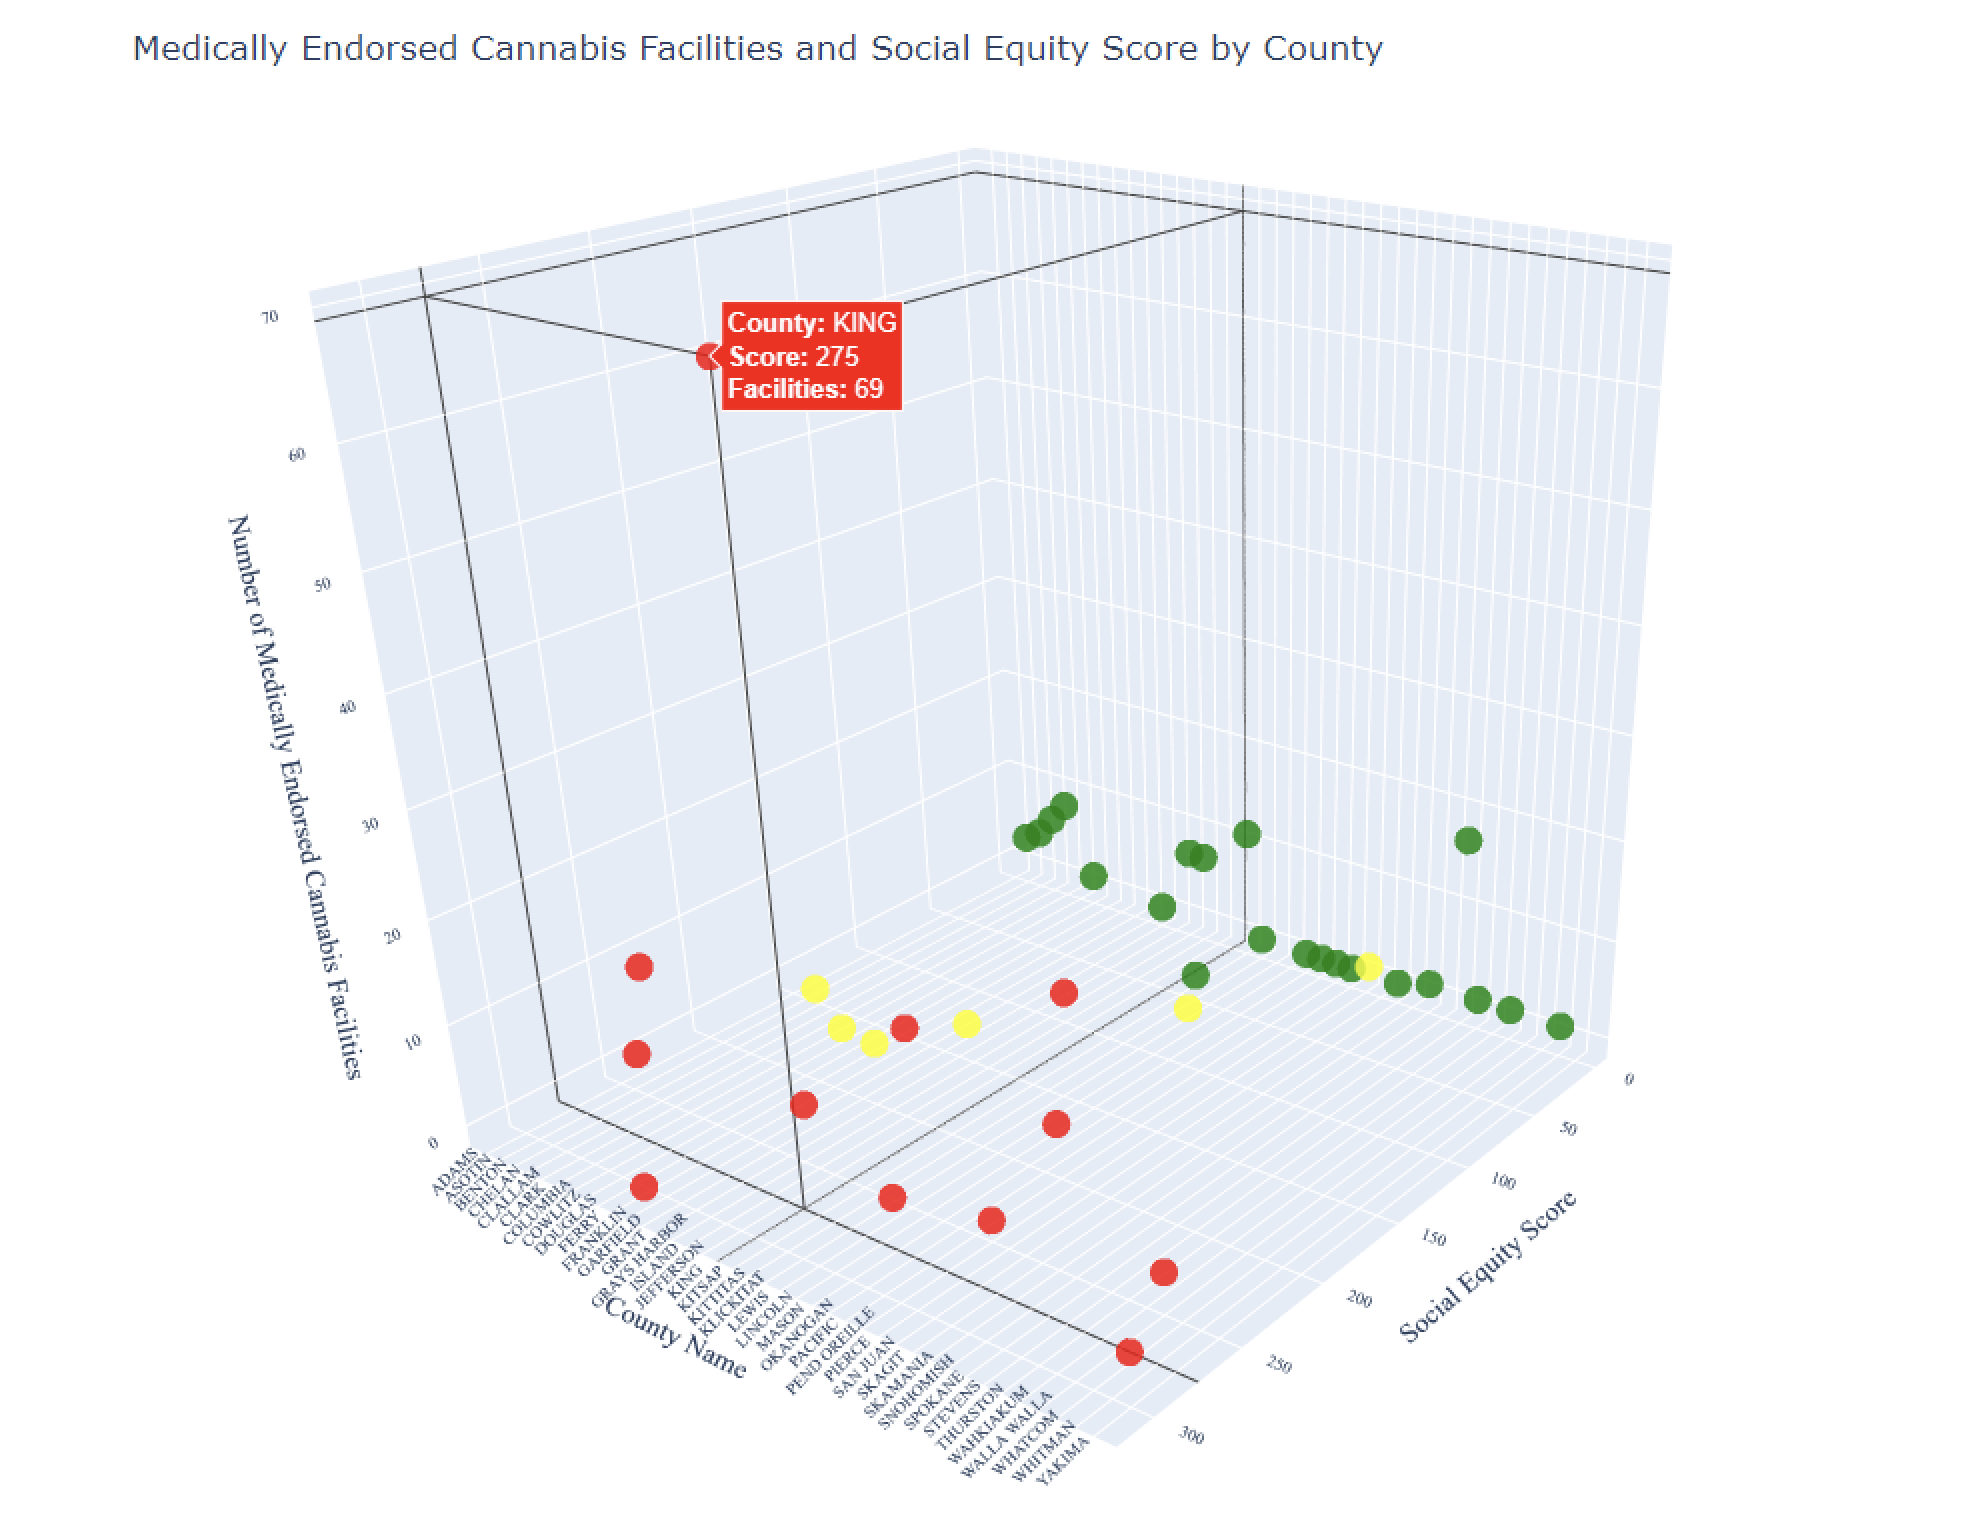 Medically Endorsed Cannabis Facilities and Social Equity Score by County
County: KING
Score: 275
Facilities: 69
Number of Medically Endorsed Cannabis Facilities
70
60
50
40
30
20
10
0
ADAMS
ASOTIN
BENTON
CHELAN
CLALLAM
CLARK
COLUMBIA
COWLITZ
DOUGLAS
FERRY
FRANKLIN
GARFIELD
GRANT
GRAYS HARBOR
ISLAND
JEFFERSON
KING
KITSAP
KITTITAS
KLICKITAT
LEWIS
LINCOLN
MASON
OKANOGAN
PACIFIC
PEND OREILLE
PIERCE
SAN JUAN
SKAGIT
SKAMANIA
SNOHOMISH
SPOKANE
STEVENS
THURSTON
WAHKIAKUM
WALLA WALLA
WHATCOM
WHITMAN
YAKIMA
County Name
0
50
100
150
200
250
300
Social Equity Score